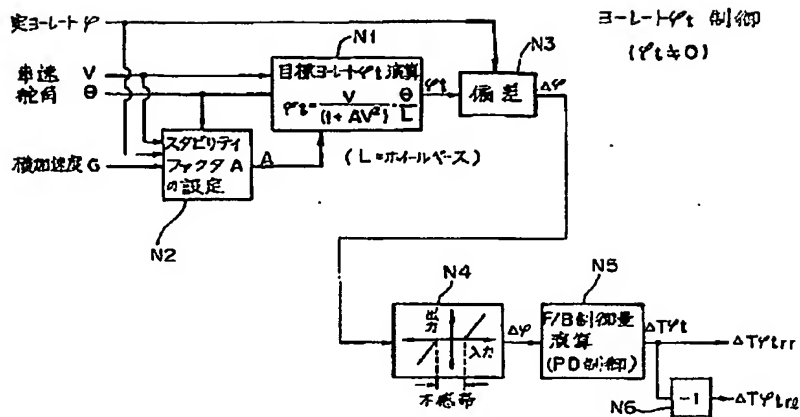 ヨーレートφt 制御
(φt≒0)
実ヨーレート φ
車速 V
舵角 θ
横加速度 G
N1
目標ヨーレートφt 演算
φt=V/(1+AV²)・θ/L
(L=ホイールベース)
スタビリティ
ファクタ A
の設定
A
N2
φt
N3
偏差
Δφ
N4
出力
入力
不感帯
Δφ
N5
F/B制御量
演算
(PD制御)
ΔTφt
ΔTφtrr
N6
-1
ΔTφtrl